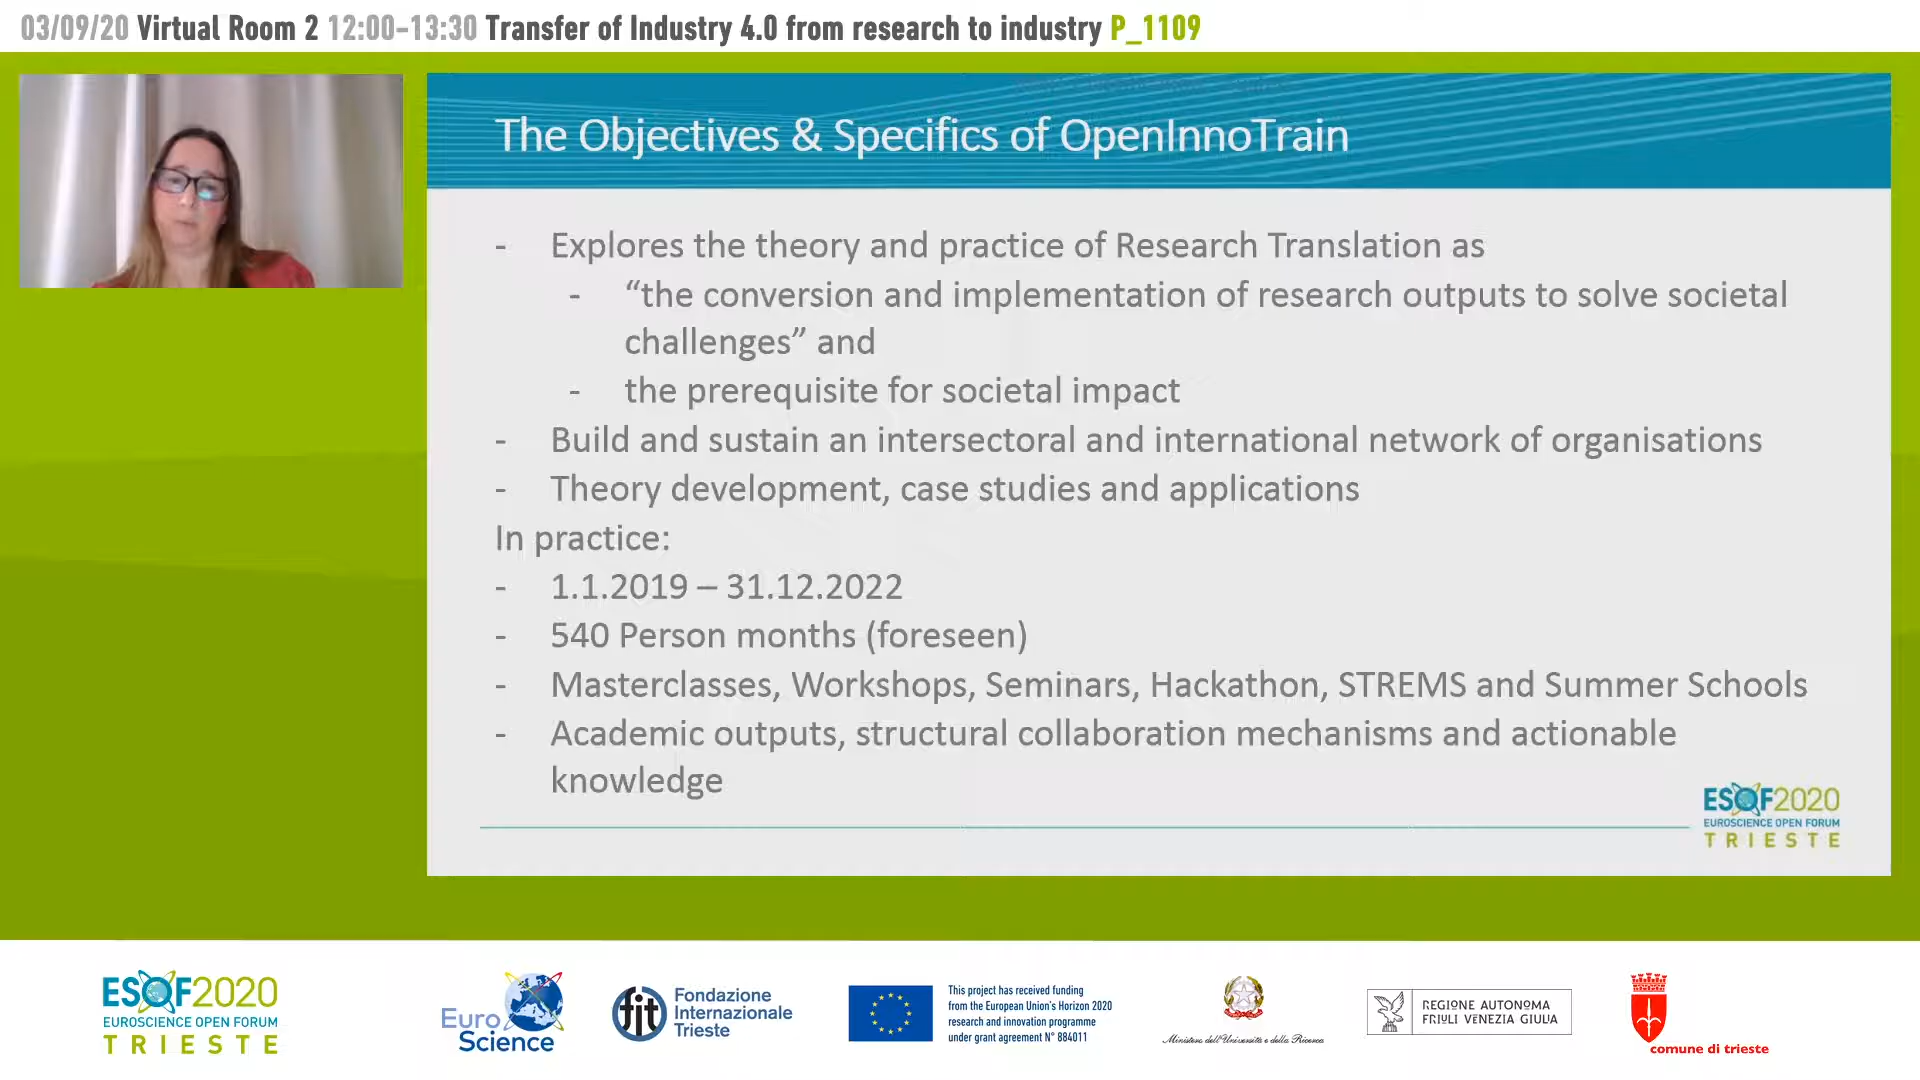 03/09/20 Virtual Room 2 12:00-13:30 Transfer of Industry 4.0 from research to industry P_1109
The Objectives & Specifics of OpenInnoTrain
- Explores the theory and practice of Research Translation as
- “the conversion and implementation of research outputs to solve societal
challenges” and
- the prerequisite for societal impact
- Build and sustain an intersectoral and international network of organisations
- Theory development, case studies and applications
In practice:
- 1.1.2019 – 31.12.2022
- 540 Person months (foreseen)
- Masterclasses, Workshops, Seminars, Hackathon, STREMS and Summer Schools
- Academic outputs, structural collaboration mechanisms and actionable
knowledge
ESOF2020
EUROSCIENCE OPEN FORUM
TRIESTE
ESOF2020
EUROSCIENCE OPEN FORUM
TRIESTE
Euro
Science
fit
Fondazione
Internazionale
Trieste
This project has received funding
from the European Union's Horizon 2020
research and innovation programme
under grant agreement N° 884011
Ministero dell'Università e della Ricerca
REGIONE AUTONOMA
FRIULI VENEZIA GIULIA
comune di trieste